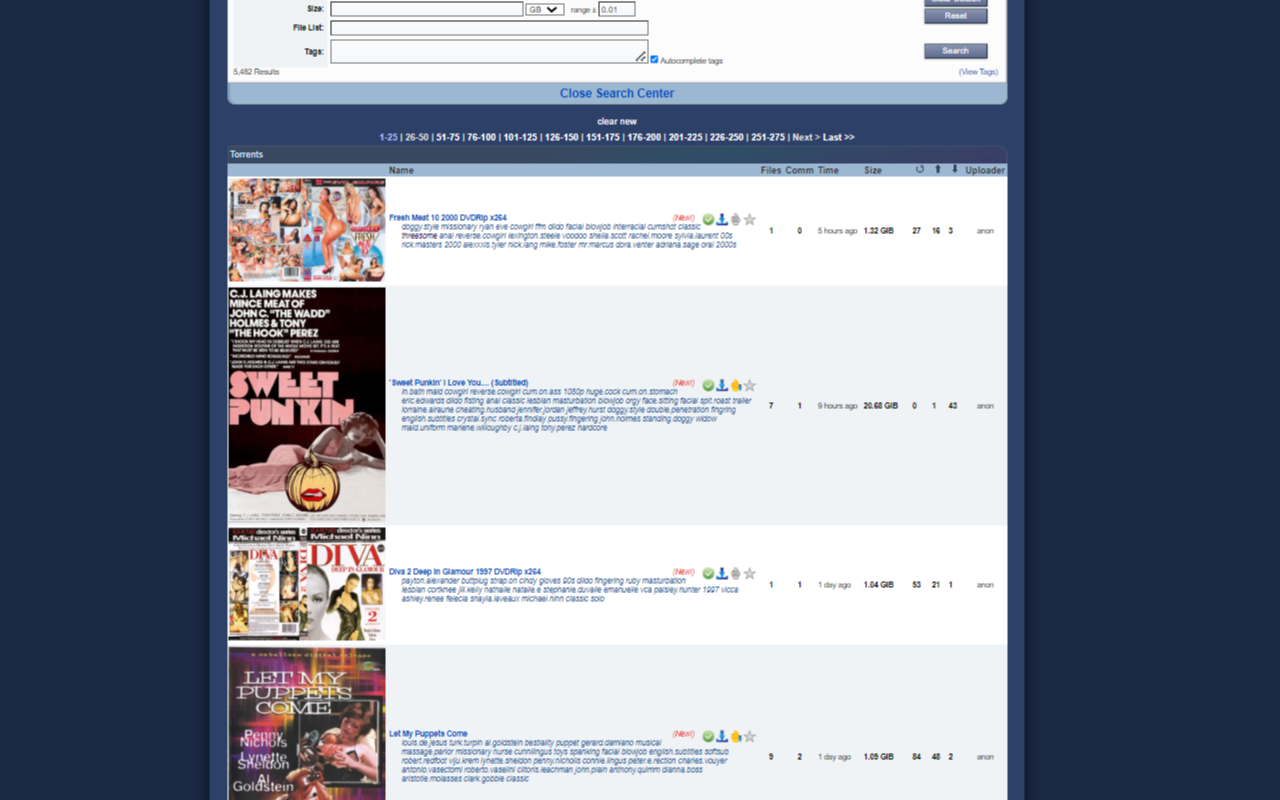 Size: GB range ± 0.01
Reset
File List:
Tags:
Autocomplete tags
Search
5,482 Results
(View Tags)
Close Search Center
clear new
1-25 | 26-50 | 51-75 | 76-100 | 101-125 | 126-150 | 151-175 | 176-200 | 201-225 | 226-250 | 251-275 | Next > Last >>
Torrents
Name Files Comm Time Size Uploader
Fresh Meat 10 2000 DVDRip x264 (New!)
doggy.style missionary ryan eve cowgirl ffm dildo facial blowjob interracial cumshot classic
threesome anal reverse.cowgirl lexington.steele voodoo sheila.scott rachel.moore sylvia.laurent 00s
rick.masters 2000 alexxxis.tyler nick.lang mike.foster mr.marcus dora.venter adriana.sage oral 2000s
1 0 5 hours ago 1.32 GIB 27 16 3 anon
C.J. LAING MAKES
MINCE MEAT OF
JOHN C. "THE WADD"
HOLMES & TONY
"THE HOOK" PEREZ
SWEET
PUNKIN
'Sweet Punkin' I Love You.... (Subtitled) (New!)
in.bath maid cowgirl reverse.cowgirl cum.on.ass 1080p huge.cock cum.on.stomach
eric.edwards dildo fisting anal classic lesbian masturbation blowjob orgy face.sitting facial spit.roast trailer
lorraine.alraune cheating.husband jennifer.jordan jeffrey.hurst doggy.style double.penetration fingring
english.subtitles crystal.sync roberta.findlay pussy.fingering john.holmes standing.doggy widow
maid.uniform marlene.willoughby c.j.laing tony.perez hardcore
7 1 9 hours ago 20.68 GIB 0 1 43 anon
director's series
Michael Ninn
DIVA
director's series
Michael Ninn
DIVA
DEEP IN GLAMOUR
2
Diva 2 Deep In Glamour 1997 DVDRip x264 (New!)
payton.alexander buttplug strap.on cindy gloves 90s dildo fingering ruby masturbation
lesbian cortknee jill.kelly nathalie natalie.e stephanie.duvalle emanuelle vca paisley.hunter 1997 vicca
ashley.renee felecia shayla.laveaux michael.ninn classic solo
1 1 1 day ago 1.04 GIB 53 21 1 anon
LET MY
PUPPETS
COME
Penny
Nichols
Lynette
Sheldon
Al
Goldstein
Let My Puppets Come (New!)
louis.de.jesus turk.turpin al.goldstein bestiality puppet gerard.damiano musical
massage.parlor missionary nurse cunnilingus toys spanking facial blowjob english.subtitles softsub
robert.redfoot viju.krem lynette.sheldon penny.nicholls connie.lingus peter.e.rection charles.vouyer
antonio.vasectomi roberto.vaselini clitoris.leachman john.plain anthony.quimm dianna.boss
aristotle.molasses clark.gobble classic
9 2 1 day ago 1.09 GIB 84 48 2 anon